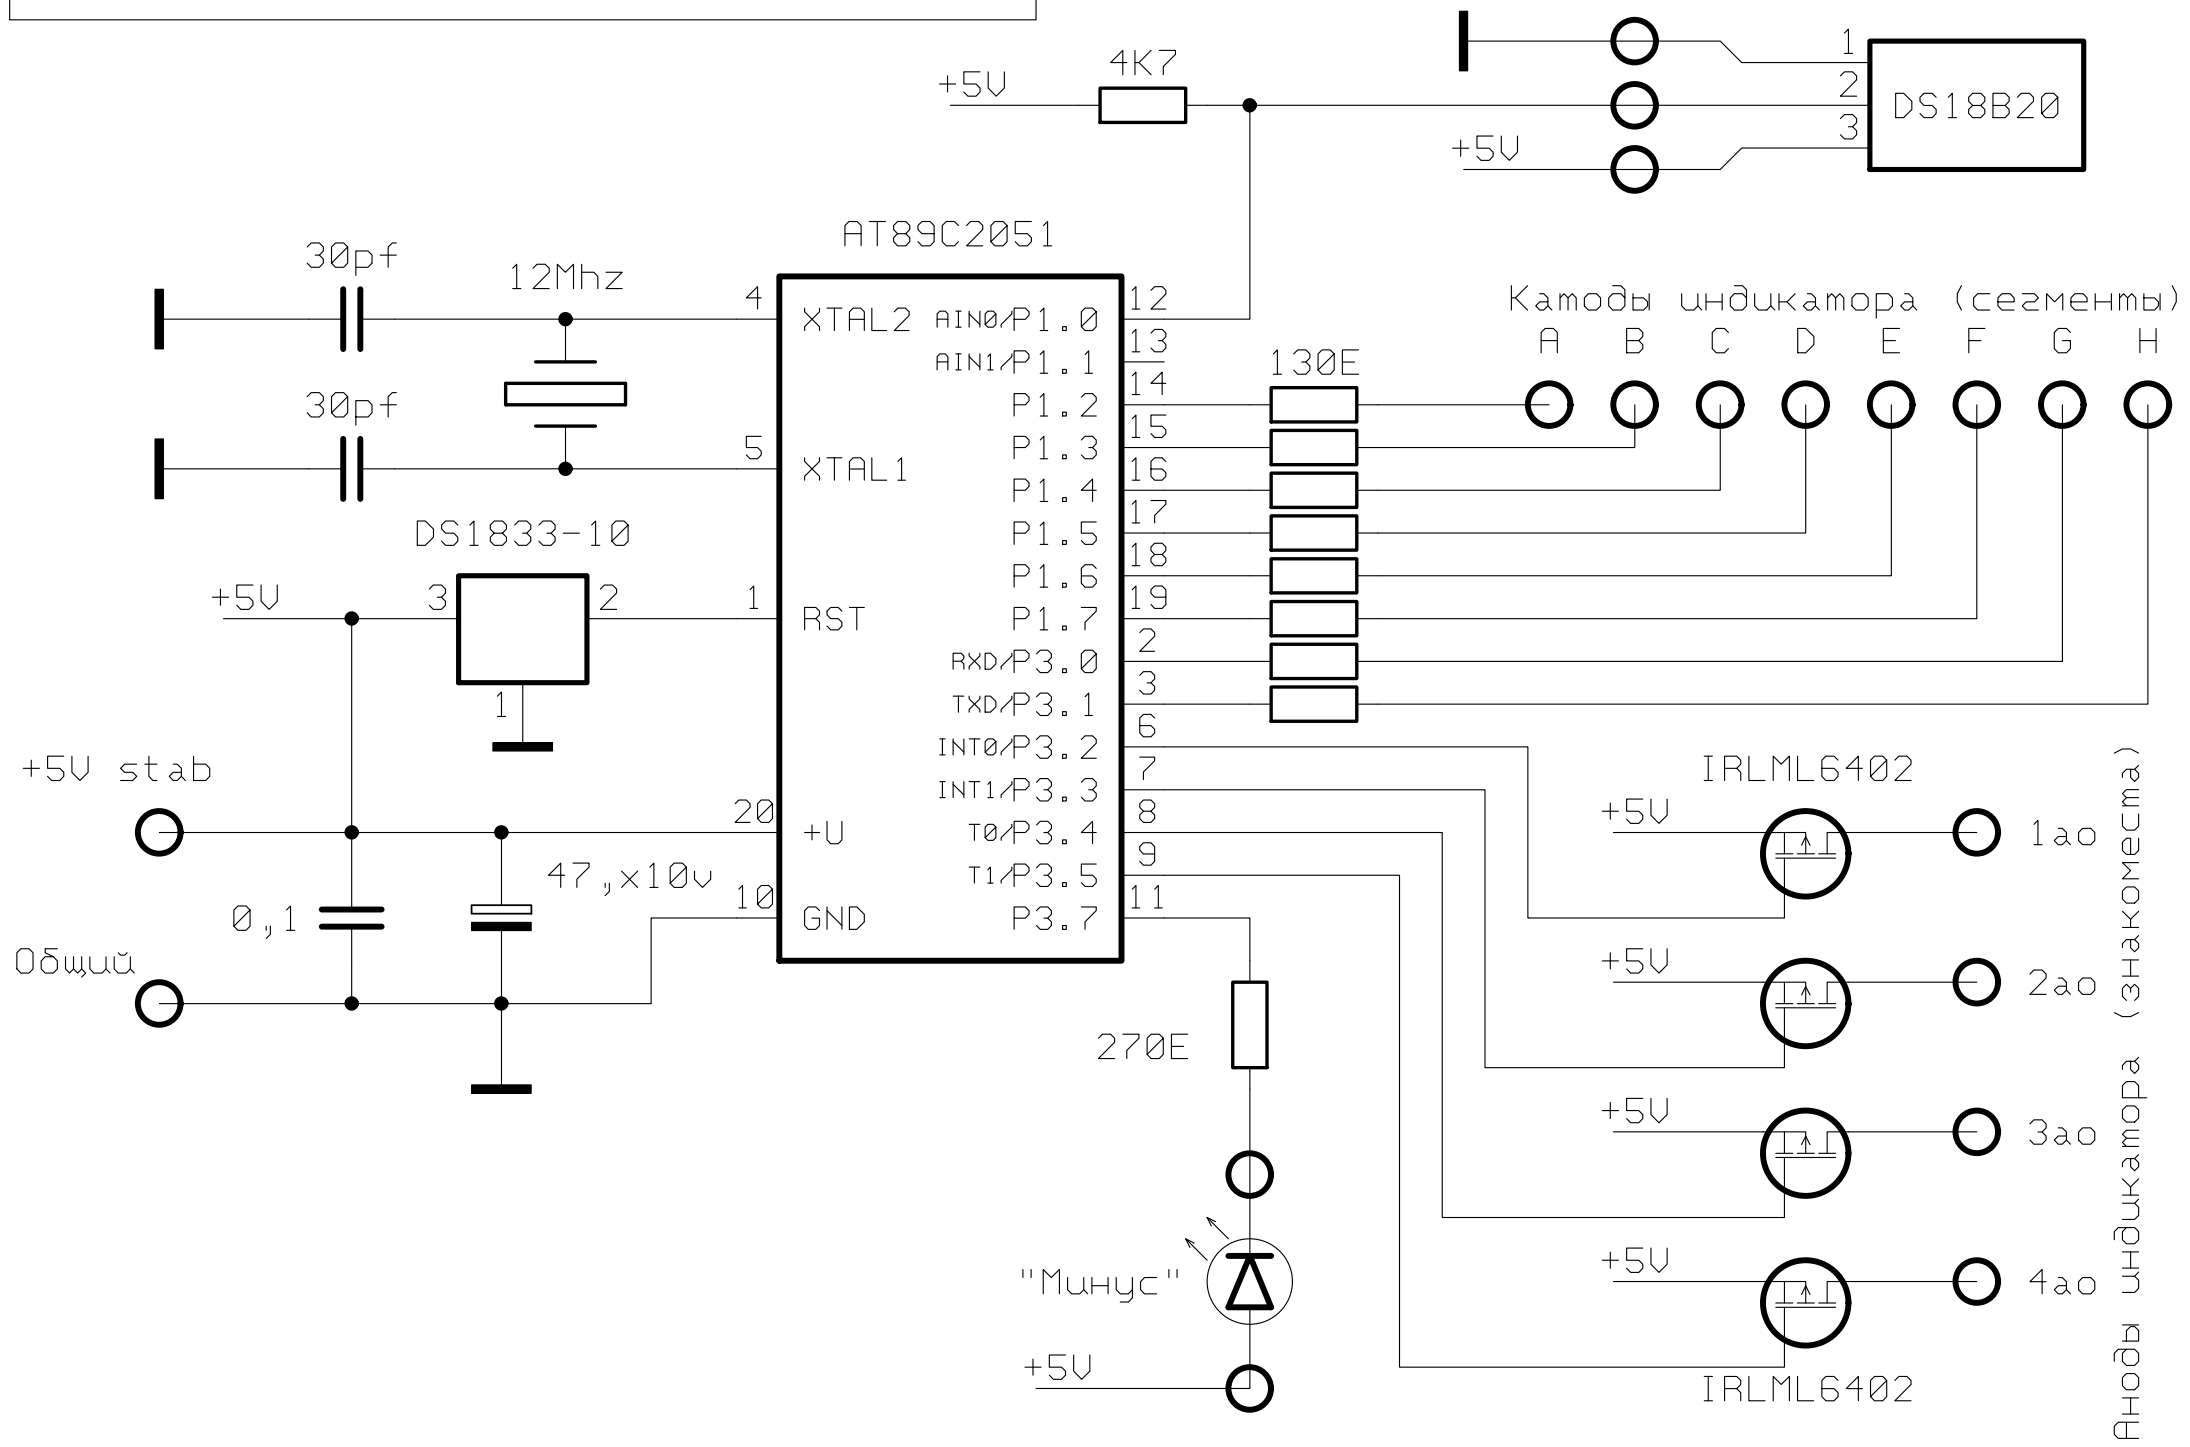 4K7
+5V
1
2
3
DS18B20
+5V
AT89C2051
30pf
12Mhz
4
XTAL2
AIN0/P1.0
12
AIN1/P1.1
13
30pf
5
XTAL1
P1.2
14
P1.3
15
P1.4
16
P1.5
17
P1.6
18
P1.7
19
RXD/P3.0
2
TXD/P3.1
3
INT0/P3.2
6
INT1/P3.3
7
T0/P3.4
8
T1/P3.5
9
P3.7
11
130E
Катоды индикатора (сегменты)
A B C D E F G H
DS1833-10
+5V
3
2
1
1
RST
+5V stab
20
+U
47,x10v
0,1
10
GND
Общий
270E
"Минус"
+5V
IRLML6402
+5V
1ао
+5V
2ао
+5V
3ао
+5V
4ао
IRLML6402
Аноды индикатора (знакоместа)